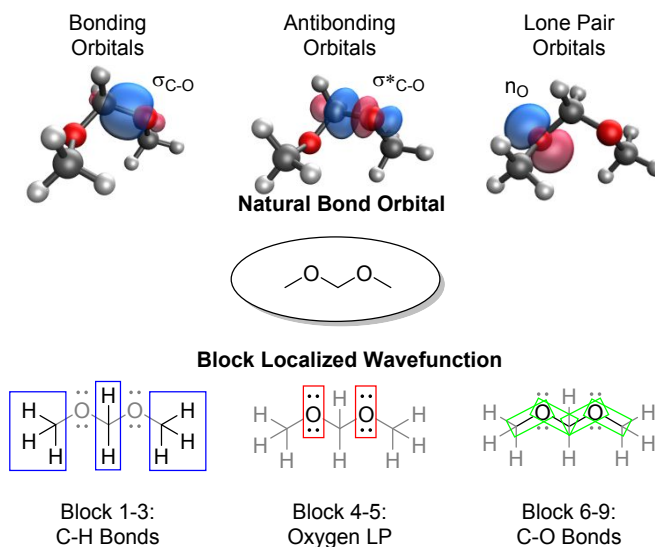 Bonding Orbitals
Antibonding Orbitals
Lone Pair Orbitals
σC-O
σ*C-O
nO
Natural Bond Orbital
O O
Block Localized Wavefunction
H H H
H O O H
H H H
H H H
H O O H
H H H
H H H
H O O H
H H H
Block 1-3:
C-H Bonds
Block 4-5:
Oxygen LP
Block 6-9:
C-O Bonds